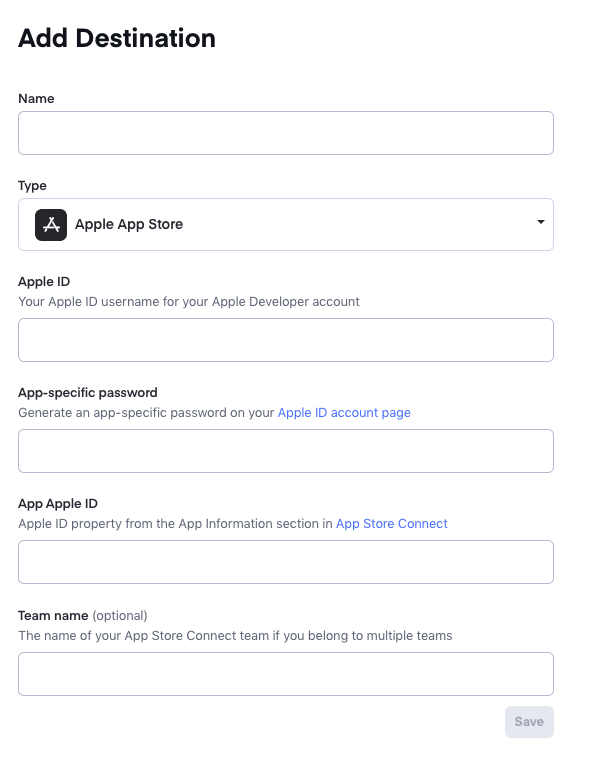 Add Destination
Name
Type
Apple App Store
Apple ID
Your Apple ID username for your Apple Developer account
App-specific password
Generate an app-specific password on your Apple ID account page
App Apple ID
Apple ID property from the App Information section in App Store Connect
Team name (optional)
The name of your App Store Connect team if you belong to multiple teams
Save